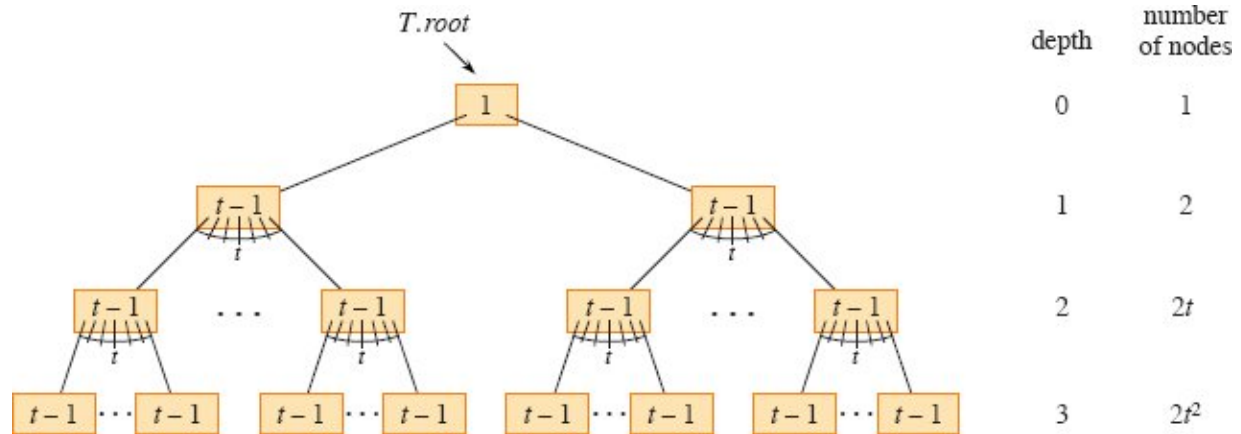 T.root
depth
number
of nodes
1
0
1
t – 1
t – 1
1
2
t
t
t – 1
...
t – 1
t – 1
...
t – 1
2
2t
t
t
t
t
t – 1 ... t – 1
t – 1 ... t – 1
t – 1 ... t – 1
t – 1 ... t – 1
3
2t²